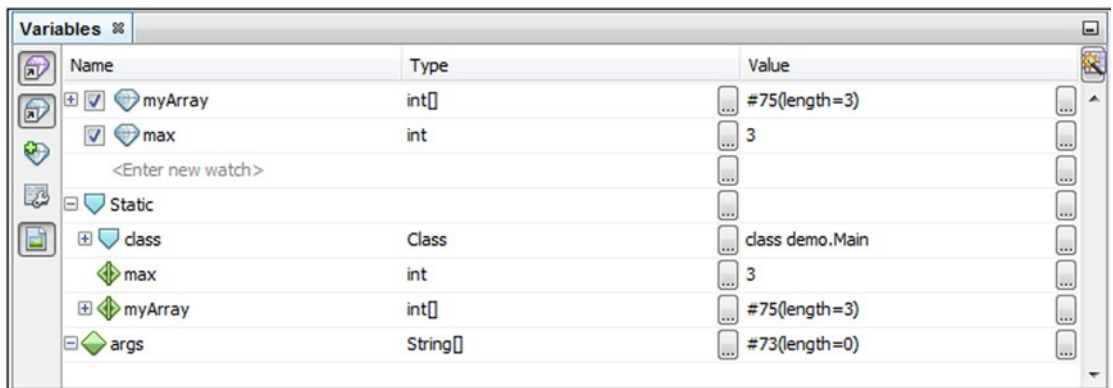 Variables
Name Type Value
myArray int[] ... #75(length=3) ...
max int ... 3 ...
<Enter new watch> ... ...
Static ... ...
class Class ... class demo.Main ...
max int ... 3 ...
myArray int[] ... #75(length=3) ...
args String[] ... #73(length=0) ...